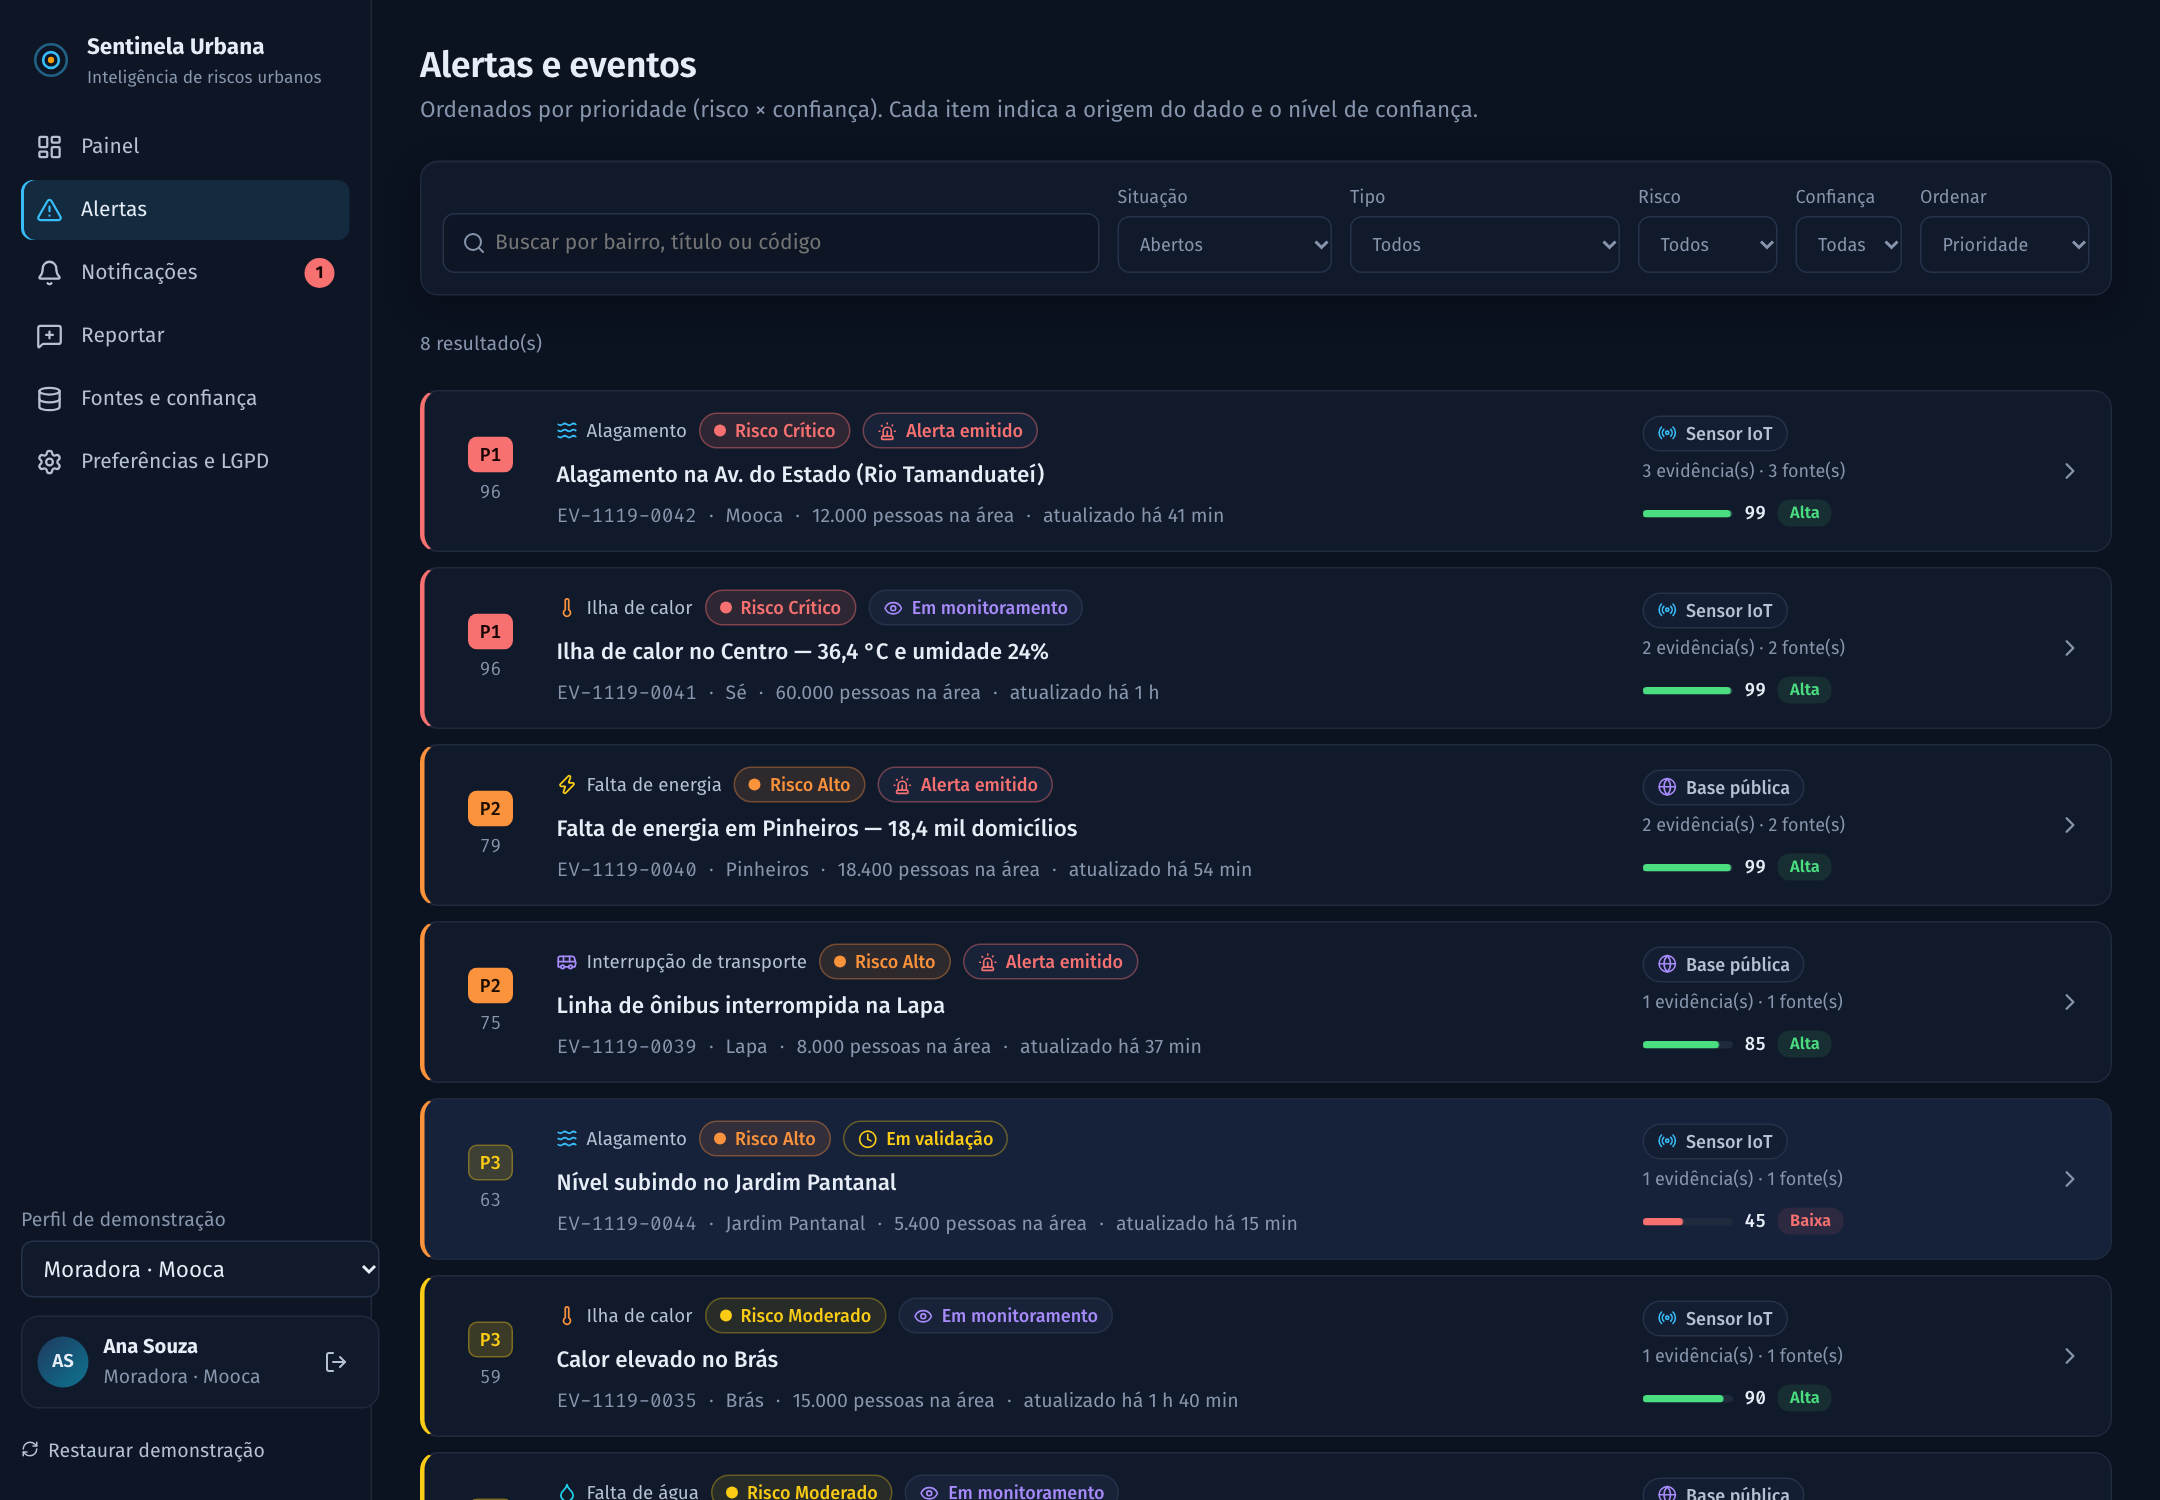 Sentinela Urbana
Inteligência de riscos urbanos
Painel
Alertas
Notificações 1
Reportar
Fontes e confiança
Preferências e LGPD
Perfil de demonstração
Moradora · Mooca
AS
Ana Souza
Moradora · Mooca
Restaurar demonstração
Alertas e eventos
Ordenados por prioridade (risco × confiança). Cada item indica a origem do dado e o nível de confiança.
Buscar por bairro, título ou código
Situação
Abertos
Tipo
Todos
Risco
Todos
Confiança
Todas
Ordenar
Prioridade
8 resultado(s)
P1
96
Alagamento Risco Crítico Alerta emitido
Alagamento na Av. do Estado (Rio Tamanduateí)
EV-1119-0042 · Mooca · 12.000 pessoas na área · atualizado há 41 min
Sensor IoT
3 evidência(s) · 3 fonte(s)
99 Alta
P1
96
Ilha de calor Risco Crítico Em monitoramento
Ilha de calor no Centro — 36,4 °C e umidade 24%
EV-1119-0041 · Sé · 60.000 pessoas na área · atualizado há 1 h
Sensor IoT
2 evidência(s) · 2 fonte(s)
99 Alta
P2
79
Falta de energia Risco Alto Alerta emitido
Falta de energia em Pinheiros — 18,4 mil domicílios
EV-1119-0040 · Pinheiros · 18.400 pessoas na área · atualizado há 54 min
Base pública
2 evidência(s) · 2 fonte(s)
99 Alta
P2
75
Interrupção de transporte Risco Alto Alerta emitido
Linha de ônibus interrompida na Lapa
EV-1119-0039 · Lapa · 8.000 pessoas na área · atualizado há 37 min
Base pública
1 evidência(s) · 1 fonte(s)
85 Alta
P3
63
Alagamento Risco Alto Em validação
Nível subindo no Jardim Pantanal
EV-1119-0044 · Jardim Pantanal · 5.400 pessoas na área · atualizado há 15 min
Sensor IoT
1 evidência(s) · 1 fonte(s)
45 Baixa
P3
59
Ilha de calor Risco Moderado Em monitoramento
Calor elevado no Brás
EV-1119-0035 · Brás · 15.000 pessoas na área · atualizado há 1 h 40 min
Sensor IoT
1 evidência(s) · 1 fonte(s)
90 Alta
Falta de água Risco Moderado Em monitoramento
Base pública